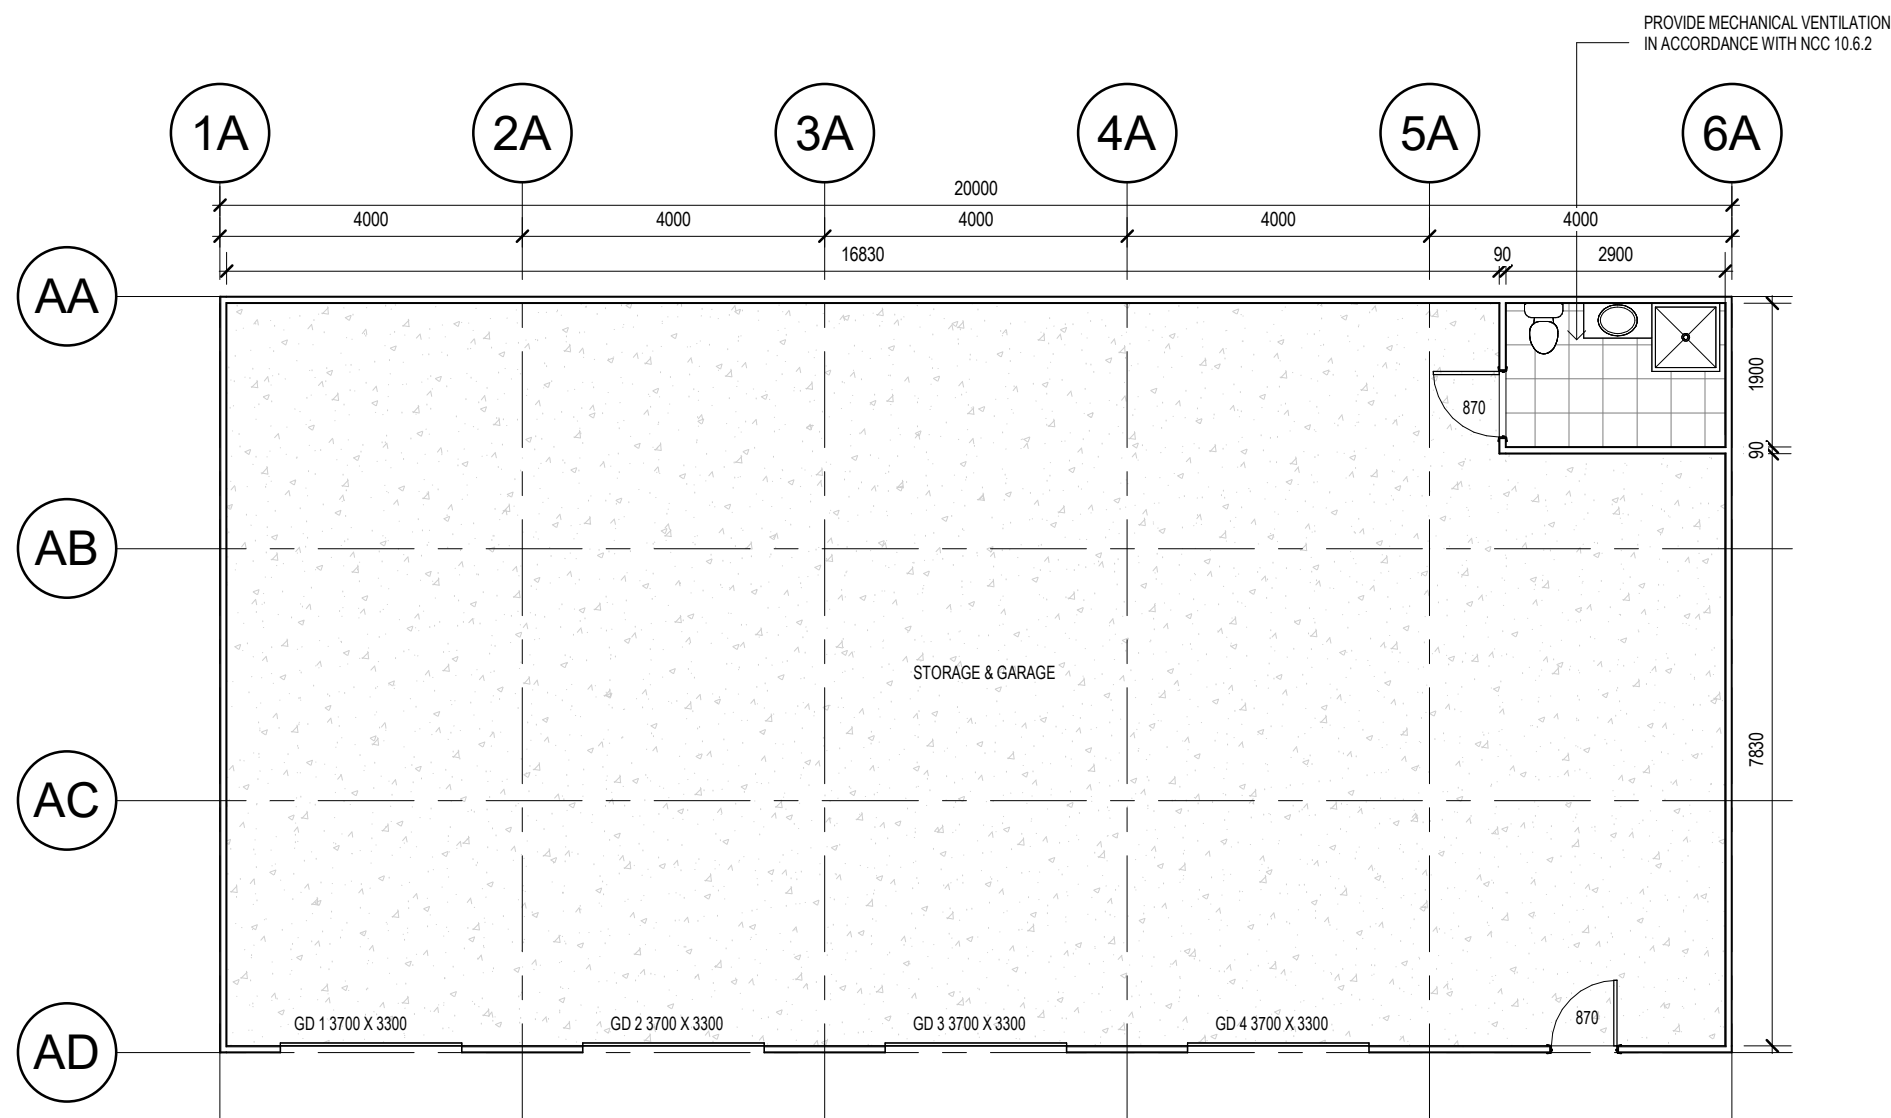 PROVIDE MECHANICAL VENTILATION
IN ACCORDANCE WITH NCC 10.6.2
1A 2A 3A 4A 5A 6A
20000
4000 4000 4000 4000 4000
16830 90 2900
AA
1900
870
90
AB
STORAGE & GARAGE
7830
AC
GD 1 3700 X 3300 GD 2 3700 X 3300 GD 3 3700 X 3300 GD 4 3700 X 3300 870
AD